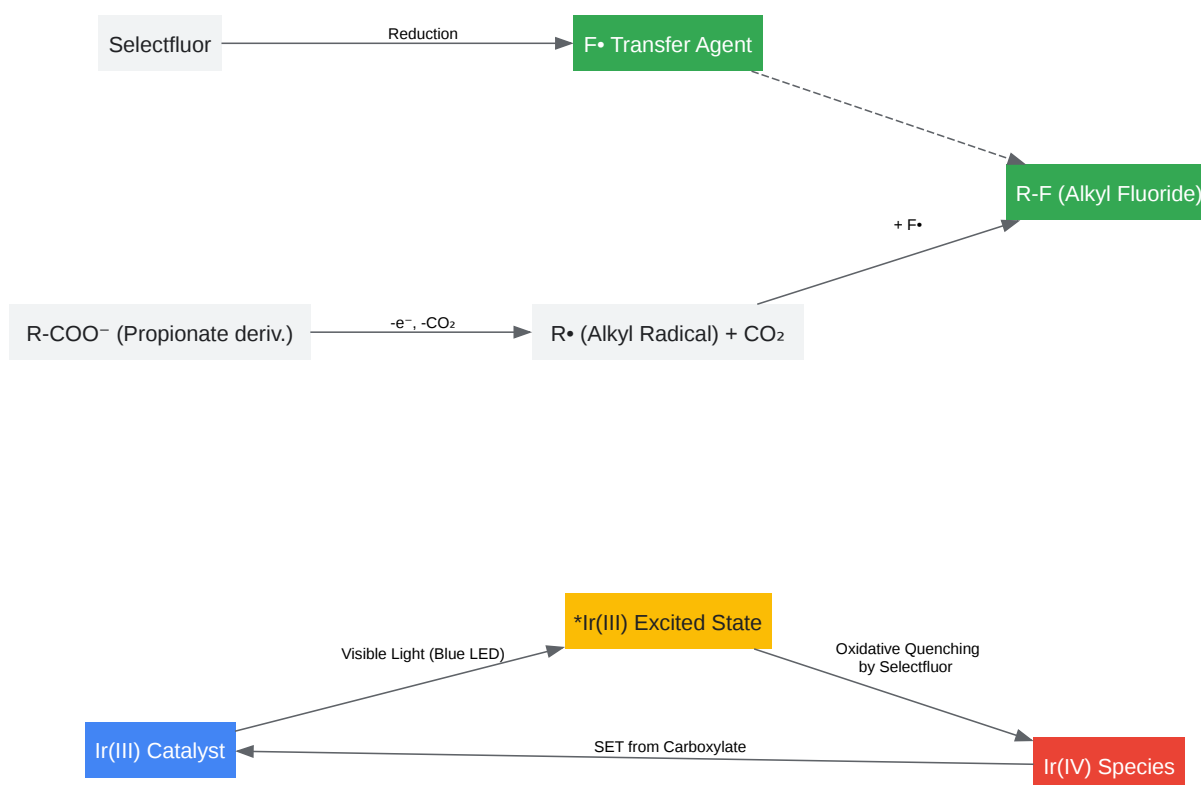 Selectfluor
Reduction
F• Transfer Agent
R-F (Alkyl Fluoride)
+ F•
R-COO⁻ (Propionate deriv.)
-e⁻, -CO₂
R• (Alkyl Radical) + CO₂
*Ir(III) Excited State
Visible Light (Blue LED)
Oxidative Quenching
by Selectfluor
Ir(III) Catalyst
SET from Carboxylate
Ir(IV) Species